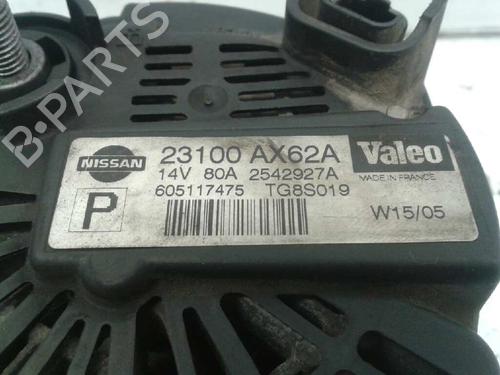 B-PARTS
NISSAN
23100 AX62A
Valeo
14V 80A 2542927A
MADE IN FRANCE
605117475 TG8S019
P
W15/05